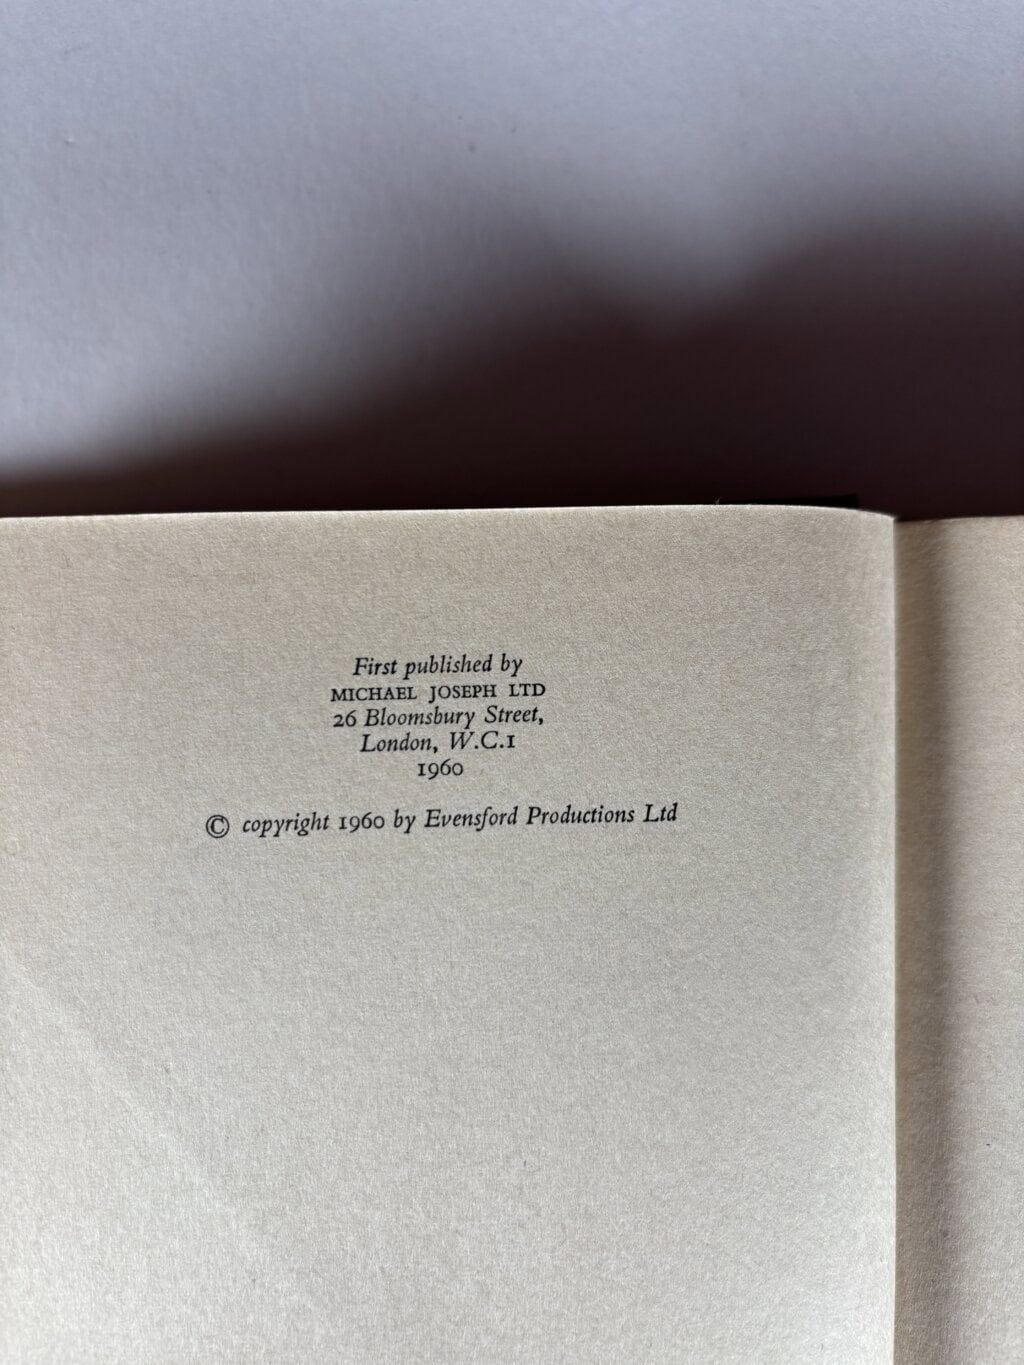 First published by
MICHAEL JOSEPH LTD
26 Bloomsbury Street,
London, W.C.1
1960
© copyright 1960 by Evensford Productions Ltd